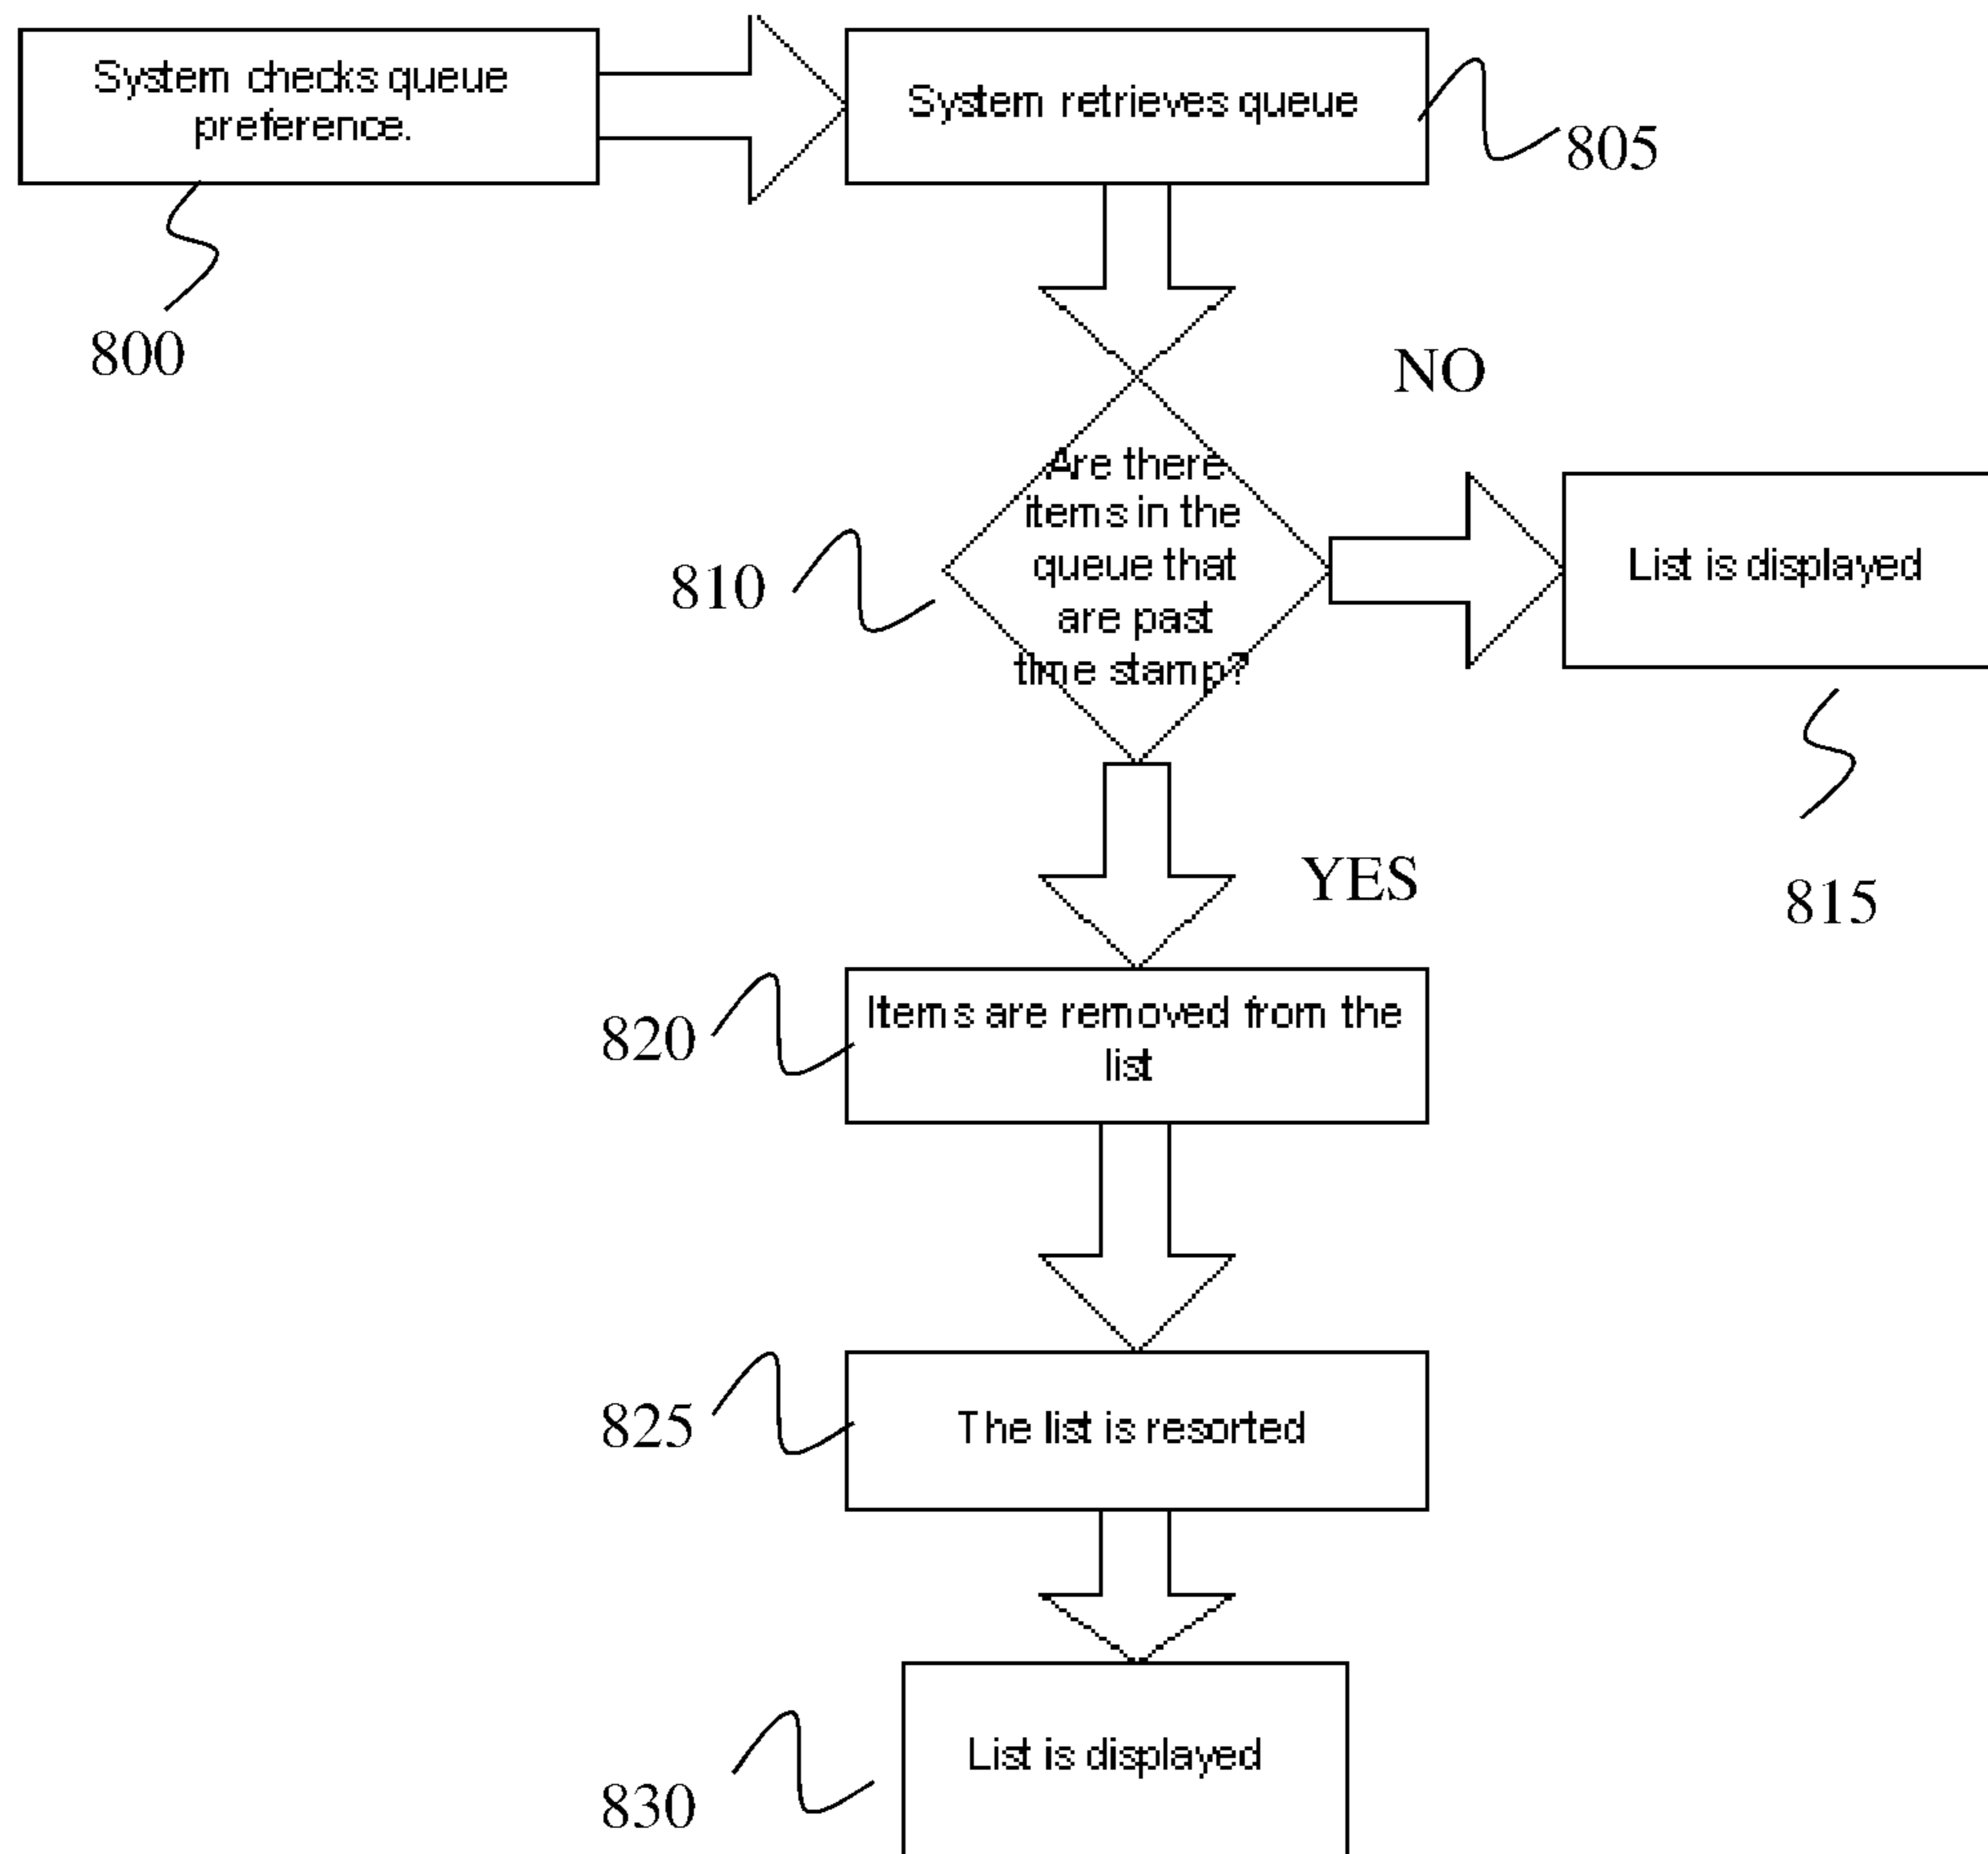 System checks queue
preference.
800
System retrieves queue
805
Are there
items in the
queue that
are past
time stamp?
810
NO
List is displayed
815
YES
Items are removed from the
list
820
The list is resorted
825
List is displayed
830